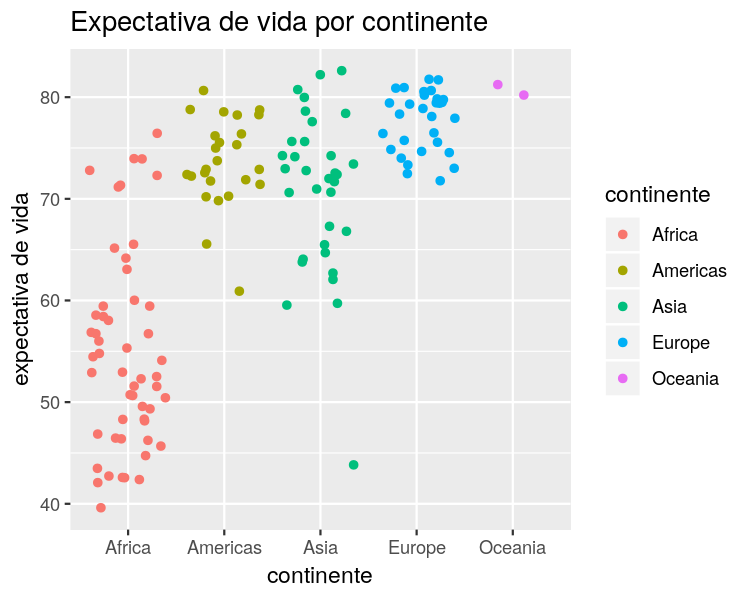 Expectativa de vida por continente
expectativa de vida
80
70
60
50
40
Africa
Americas
Asia
Europe
Oceania
continente
continente
Africa
Americas
Asia
Europe
Oceania